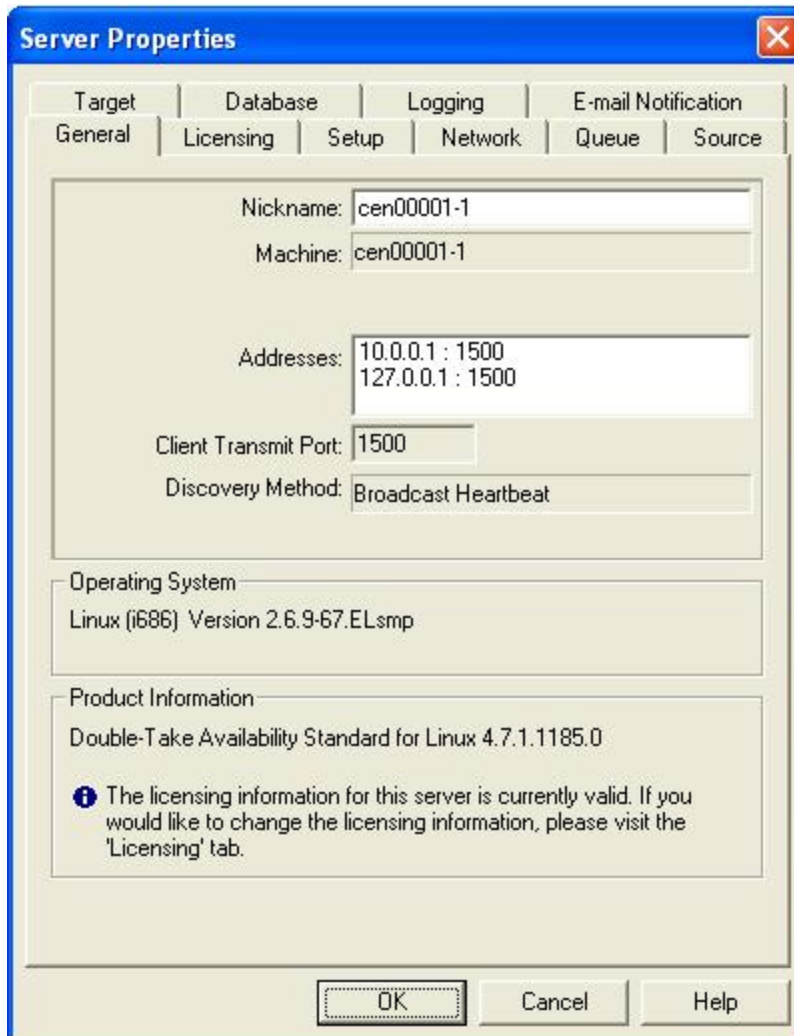 Server Properties
Target Database Logging E-mail Notification
General Licensing Setup Network Queue Source
Nickname: cen00001-1
Machine: cen00001-1
Addresses: 10.0.0.1 : 1500
127.0.0.1 : 1500
Client Transmit Port: 1500
Discovery Method: Broadcast Heartbeat
Operating System
Linux (i686) Version 2.6.9-67.ELsmp
Product Information
Double-Take Availability Standard for Linux 4.7.1.1185.0
The licensing information for this server is currently valid. If you
would like to change the licensing information, please visit the
'Licensing' tab.
OK Cancel Help